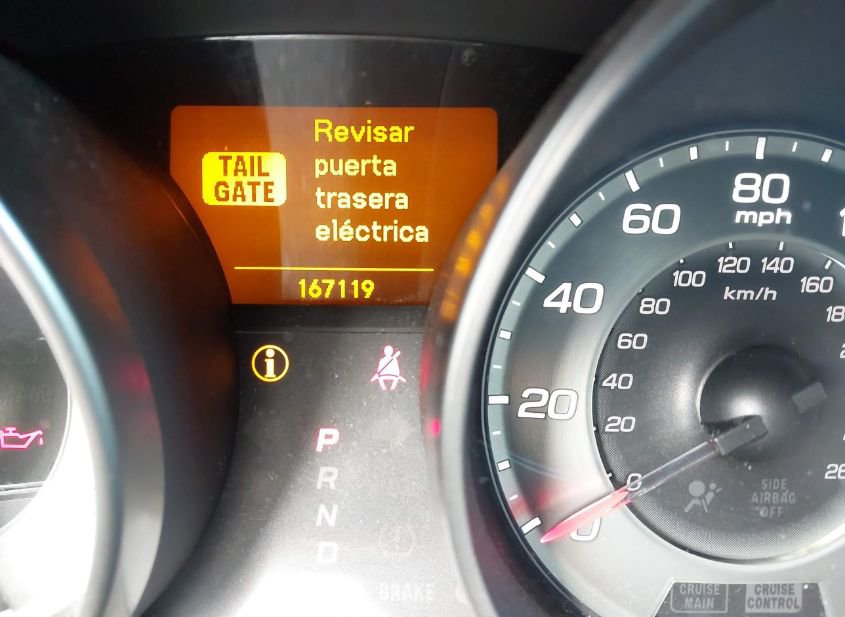 Revisar
TAIL puerta
GATE trasera
eléctrica
167119
P
R
N
D
BRAKE
80
mph
60
40
20
0
120 140
100
160
km/h
80
60
40
20
0
SIDE
AIRBAG
OFF
CRUISE
MAIN
CRUISE
CONTROL